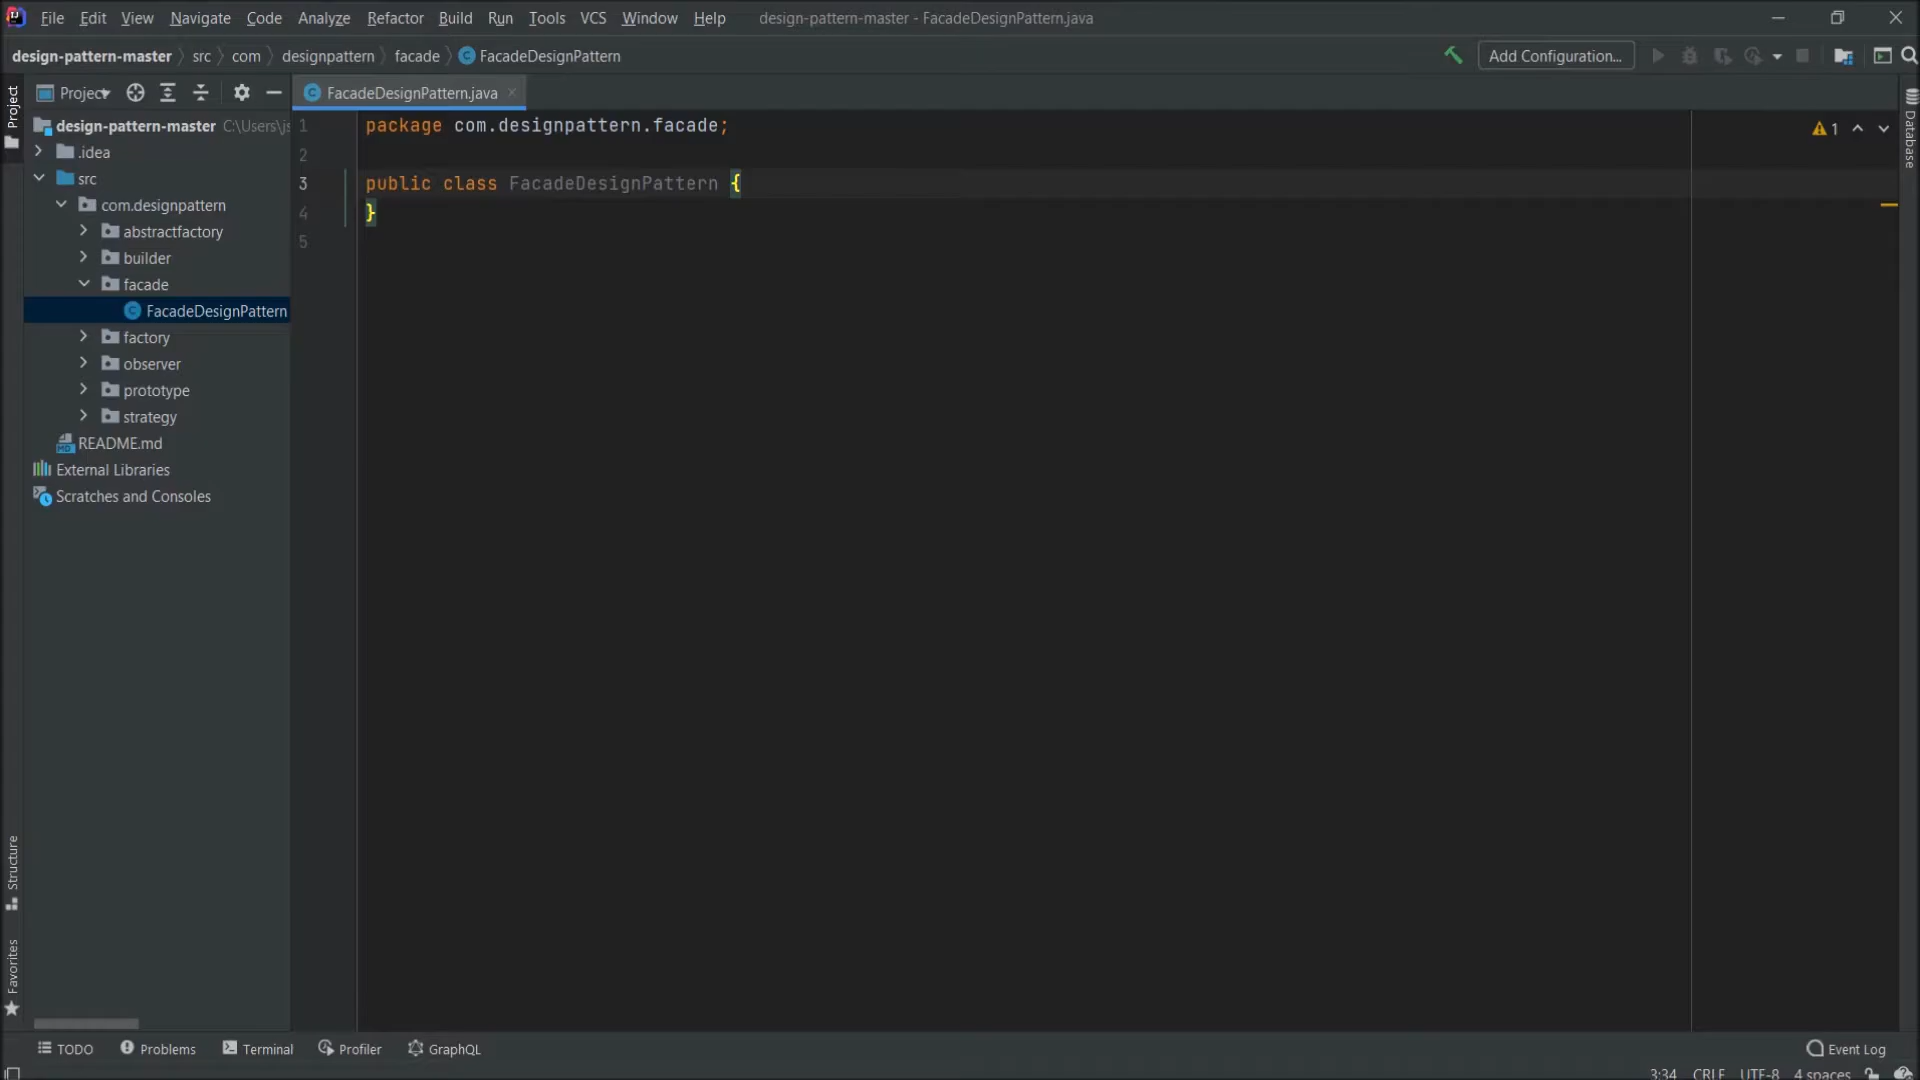 File Edit View Navigate Code Analyze Refactor Build Run Tools VCS Window Help design-pattern-master - FacadeDesignPattern.java
design-pattern-master src com designpattern facade FacadeDesignPattern Add Configuration...
Project
Project
FacadeDesignPattern.java
design-pattern-master C:\Users\js
.idea
src
com.designpattern
abstractfactory
builder
facade
FacadeDesignPattern
factory
observer
prototype
strategy
README.md
External Libraries
Scratches and Consoles
1 package com.designpattern.facade;
2
3 public class FacadeDesignPattern {
4 }
5
1
Database
Structure
Favorites
TODO Problems Terminal Profiler GraphQL Event Log
3:34 CRLF UTF-8 4 spaces